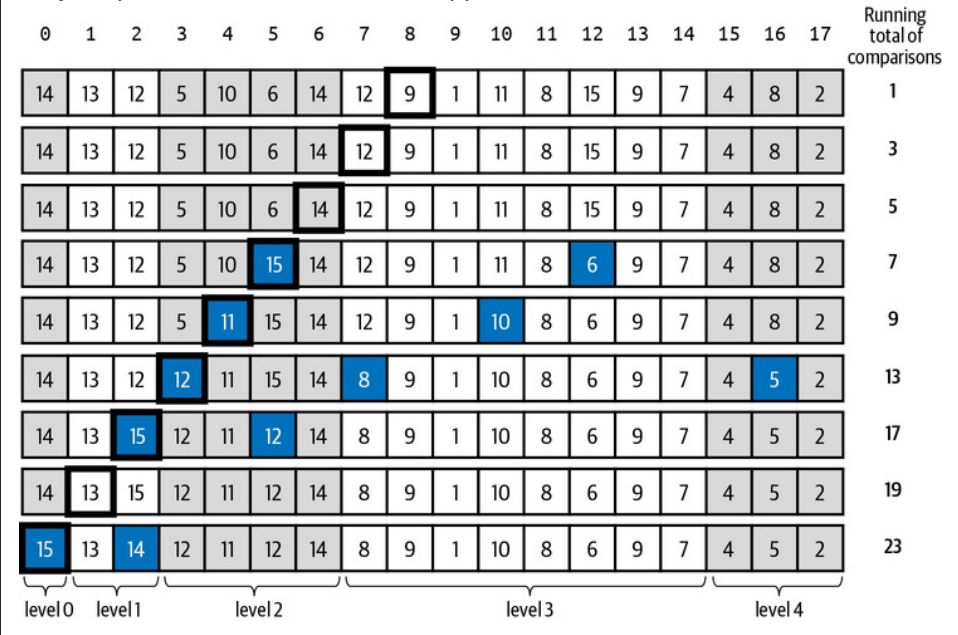 Running
total of
comparisons
0 1 2 3 4 5 6 7 8 9 10 11 12 13 14 15 16 17
14 13 12 5 10 6 14 12 9 1 11 8 15 9 7 4 8 2 1
14 13 12 5 10 6 14 12 9 1 11 8 15 9 7 4 8 2 3
14 13 12 5 10 6 14 12 9 1 11 8 15 9 7 4 8 2 5
14 13 12 5 10 15 14 12 9 1 11 8 6 9 7 4 8 2 7
14 13 12 5 11 15 14 12 9 1 10 8 6 9 7 4 8 2 9
14 13 12 12 11 15 14 8 9 1 10 8 6 9 7 4 5 2 13
14 13 15 12 11 12 14 8 9 1 10 8 6 9 7 4 5 2 17
14 13 15 12 11 12 14 8 9 1 10 8 6 9 7 4 5 2 19
15 13 14 12 11 12 14 8 9 1 10 8 6 9 7 4 5 2 23
level 0 level 1 level 2 level 3 level 4